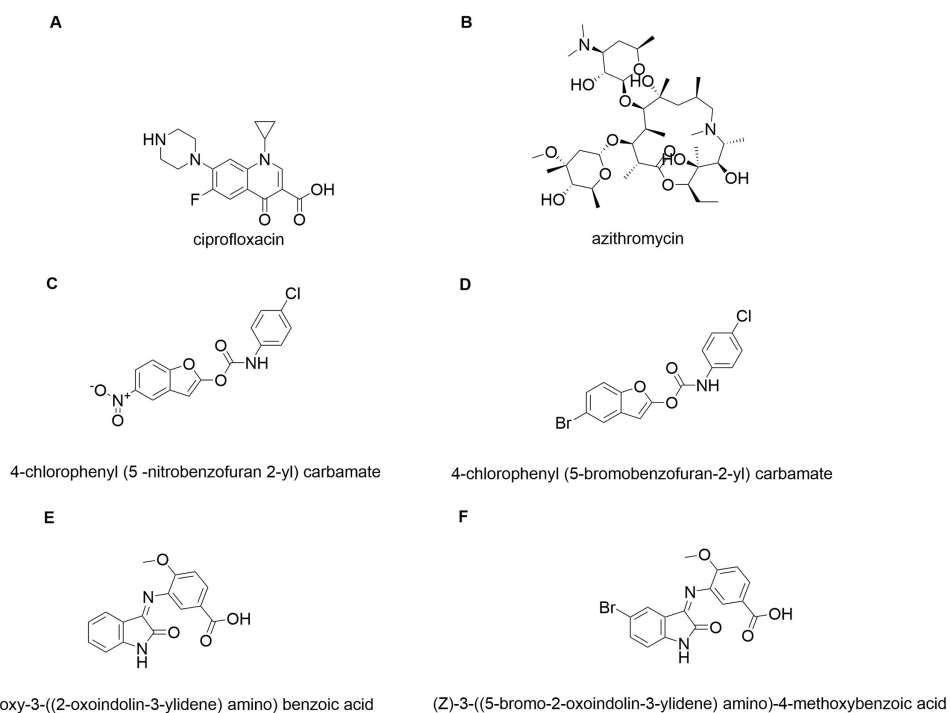 A
B
N
O
HO
HO
O
N
HN
N
N
F
O
O
OH
O
O
O
HO
O
O
HO
O
OH
ciprofloxacin
azithromycin
C
D
Cl
O
O
O
NH
-O
N+
O
Cl
O
O
O
NH
Br
4-chlorophenyl (5 -nitrobenzofuran 2-yl) carbamate
4-chlorophenyl (5-bromobenzofuran-2-yl) carbamate
E
F
O
N
O
N
H
O
OH
O
N
Br
O
N
H
O
OH
oxy-3-((2-oxoindolin-3-ylidene) amino) benzoic acid
(Z)-3-((5-bromo-2-oxoindolin-3-ylidene) amino)-4-methoxybenzoic acid